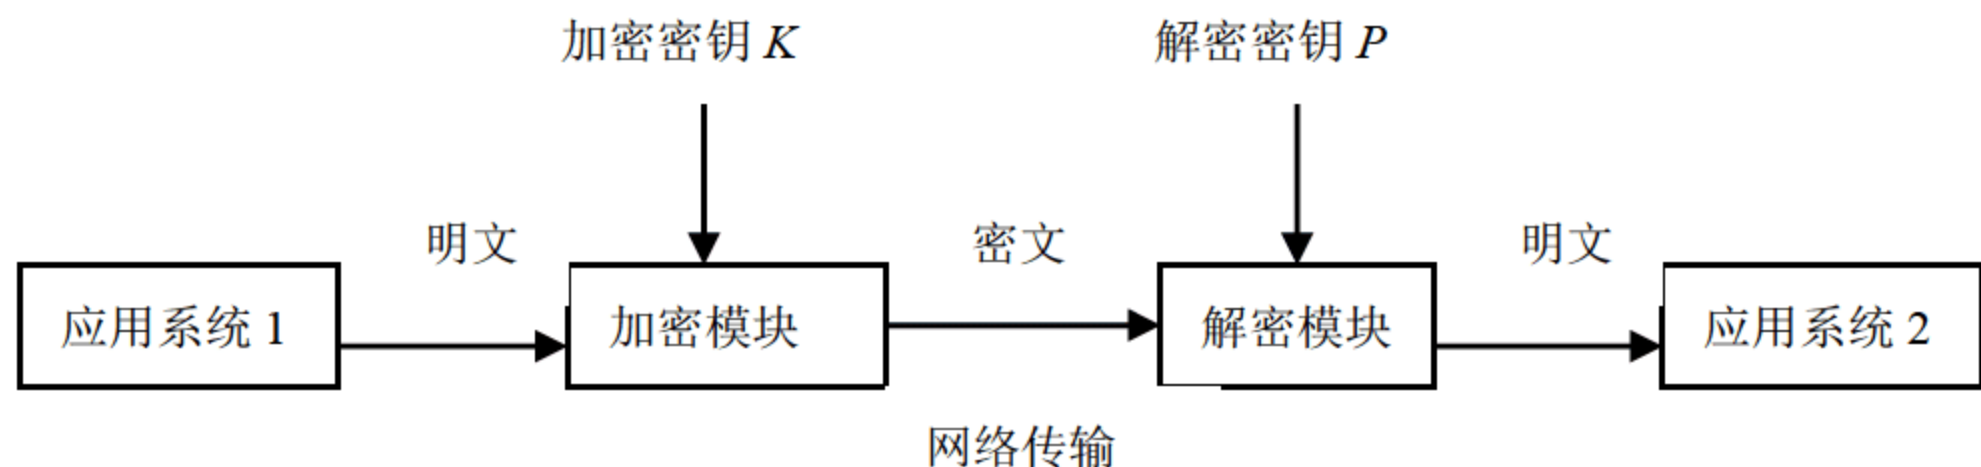 加密密钥 K
解密密钥 P
明文
密文
明文
应用系统 1
加密模块
解密模块
应用系统 2
网络传输